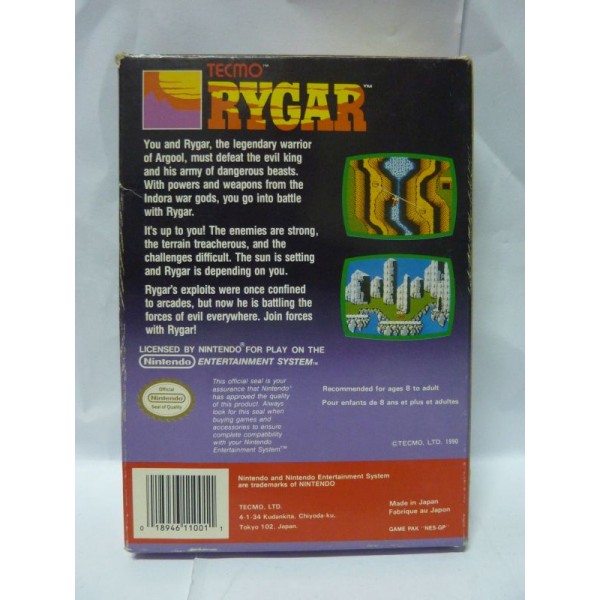 TECMO™
RYGAR™
You and Rygar, the legendary warrior
of Argool, must defeat the evil king
and his army of dangerous beasts.
With powers and weapons from the
Indora war gods, you go into battle
with Rygar.
It's up to you! The enemies are strong,
the terrain treacherous, and the
challenges difficult. The sun is setting
and Rygar is depending on you.
Rygar's exploits were once confined
to arcades, but now he is battling the
forces of evil everywhere. Join forces
with Rygar!
LICENSED BY NINTENDO® FOR PLAY ON THE
Nintendo® ENTERTAINMENT SYSTEM™
Official
Nintendo
Seal of Quality
This official seal is your
assurance that Nintendo®
has approved the quality
of this product. Always
look for this seal when
buying games and
accessories to ensure
complete compatibility
with your Nintendo
Entertainment System™
Recommended for ages 8 to adult
Pour enfants de 8 ans et plus et adultes
©TECMO, LTD. 1990
Nintendo and Nintendo Entertainment System
are trademarks of NINTENDO
TECMO, LTD.
4-1-34 Kudankita, Chiyoda-ku,
Tokyo 102, Japan.
Made in Japan
Fabrique au Japon
GAME PAK "NES-GP"
0 18946 11001 1